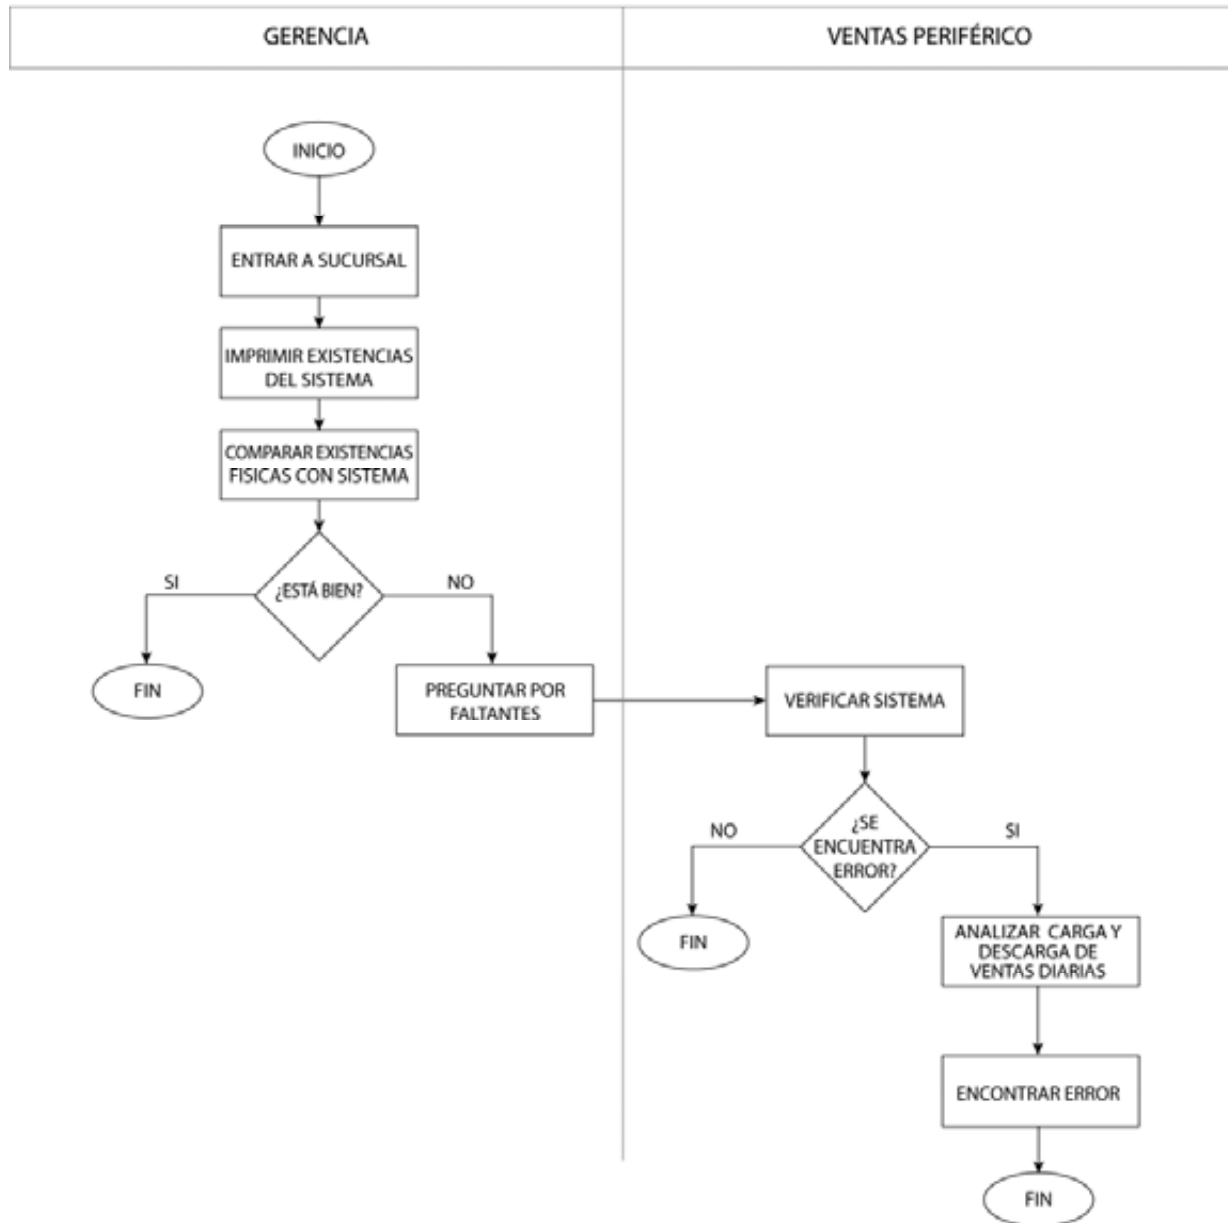 GERENCIA
VENTAS PERIFÉRICO
INICIO
ENTRAR A SUCURSAL
IMPRIMIR EXISTENCIAS
DEL SISTEMA
COMPARAR EXISTENCIAS
FISICAS CON SISTEMA
¿ESTÁ BIEN?
SI
NO
FIN
PREGUNTAR POR
FALTANTES
VERIFICAR SISTEMA
¿SE
ENCUENTRA
ERROR?
NO
SI
FIN
ANALIZAR CARGA Y
DESCARGA DE
VENTAS DIARIAS
ENCONTRAR ERROR
FIN